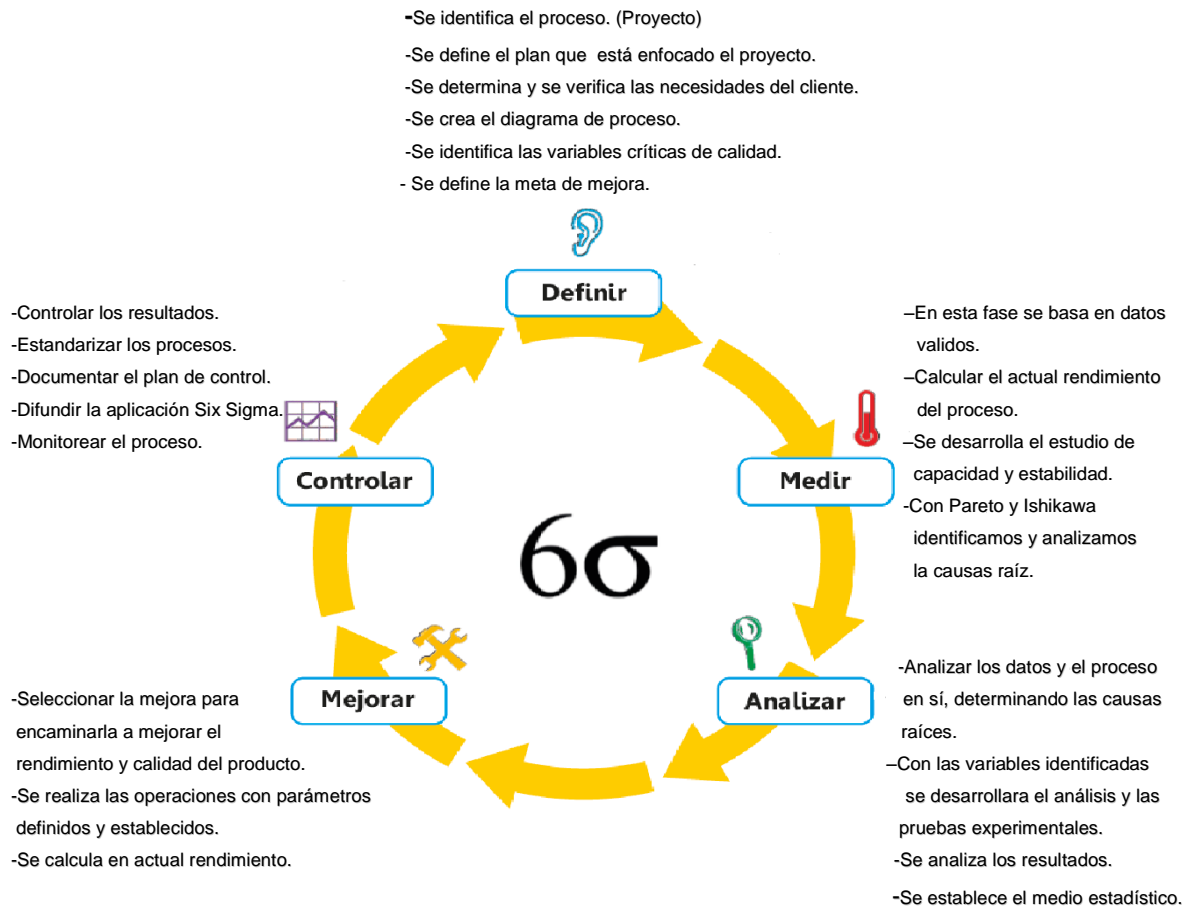 -Se identifica el proceso. (Proyecto)
-Se define el plan que está enfocado el proyecto.
-Se determina y se verifica las necesidades del cliente.
-Se crea el diagrama de proceso.
-Se identifica las variables críticas de calidad.
- Se define la meta de mejora.
Definir
-Controlar los resultados.
-Estandarizar los procesos.
-Documentar el plan de control.
-Difundir la aplicación Six Sigma.
-Monitorear el proceso.
Controlar
–En esta fase se basa en datos
validos.
–Calcular el actual rendimiento
del proceso.
–Se desarrolla el estudio de
capacidad y estabilidad.
-Con Pareto y Ishikawa
identificamos y analizamos
la causas raíz.
Medir
6σ
Mejorar
-Seleccionar la mejora para
encaminarla a mejorar el
rendimiento y calidad del producto.
-Se realiza las operaciones con parámetros
definidos y establecidos.
-Se calcula en actual rendimiento.
Analizar
-Analizar los datos y el proceso
en sí, determinando las causas
raíces.
–Con las variables identificadas
se desarrollara el análisis y las
pruebas experimentales.
-Se analiza los resultados.
-Se establece el medio estadístico.